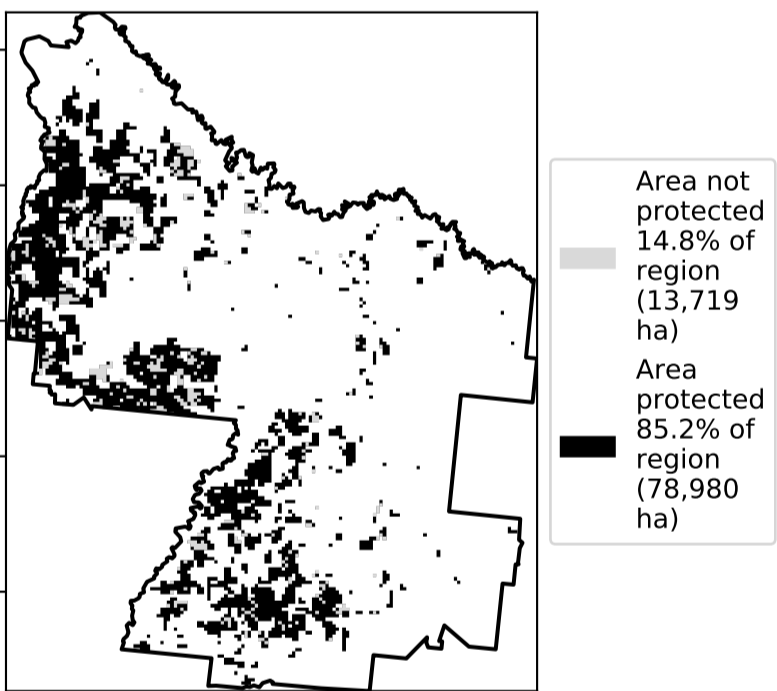 Area not
protected
14.8% of
region
(13,719
ha)
Area
protected
85.2% of
region
(78,980
ha)